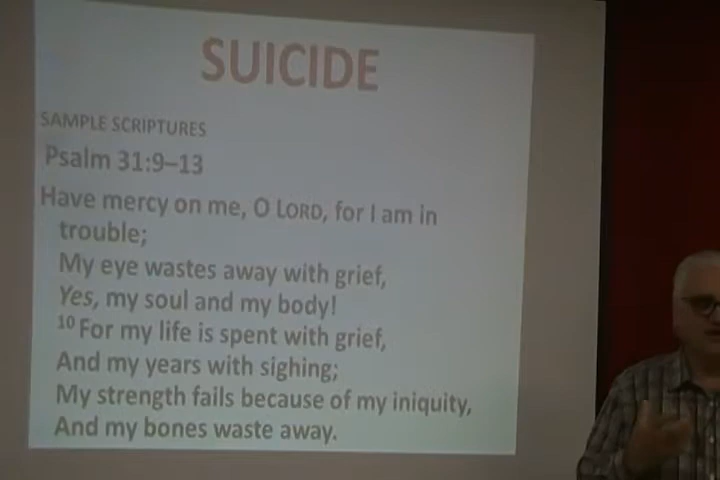 SUICIDE
SAMPLE SCRIPTURES
Psalm 31:9–13
Have mercy on me, O LORD, for I am in
trouble;
My eye wastes away with grief,
Yes, my soul and my body!
10 For my life is spent with grief,
And my years with sighing;
My strength fails because of my iniquity,
And my bones waste away.